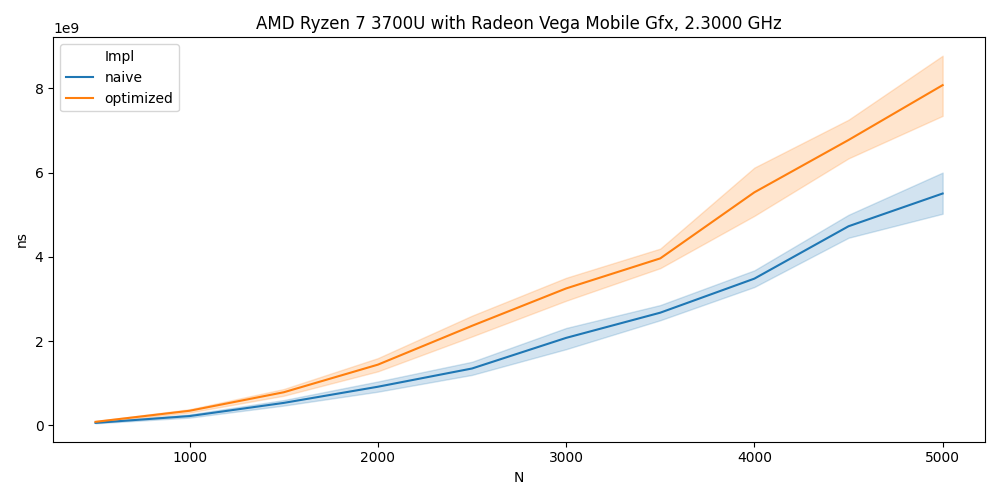 AMD Ryzen 7 3700U with Radeon Vega Mobile Gfx, 2.3000 GHz
1e9
Impl
naive
optimized
8
6
4
2
0
ns
1000
2000
3000
4000
5000
N